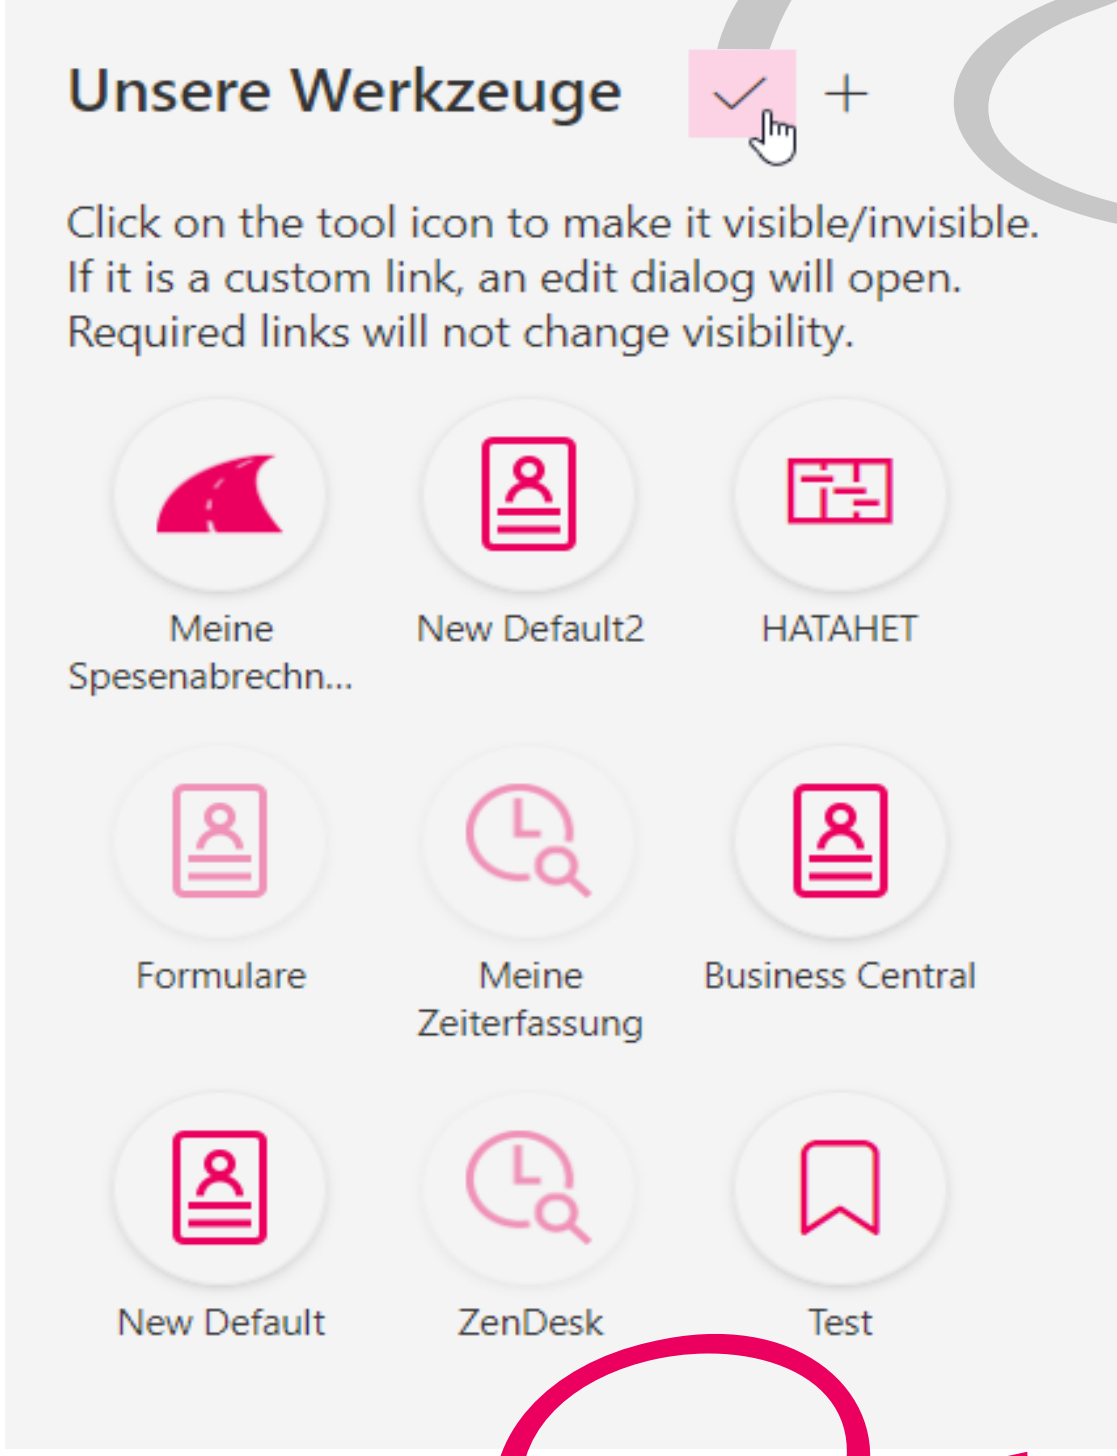 Unsere Werkzeuge
Click on the tool icon to make it visible/invisible.
If it is a custom link, an edit dialog will open.
Required links will not change visibility.
Meine
Spesenabrechn...
New Default2
HATAHET
Formulare
Meine
Zeiterfassung
Business Central
New Default
ZenDesk
Test